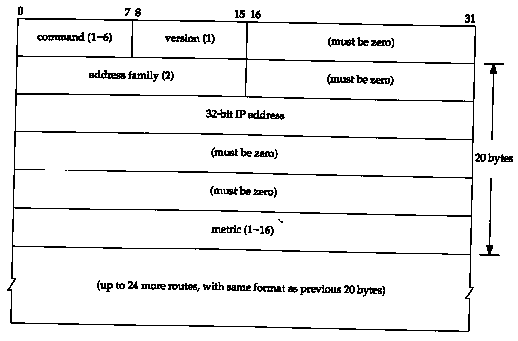 0 7 8 15 16 31
command (1-6) version (1) (must be zero)
address family (2) (must be zero)
32-bit IP address
(must be zero)
20 bytes
(must be zero)
metric (1-16)
(up to 24 more routes, with same format as previous 20 bytes)